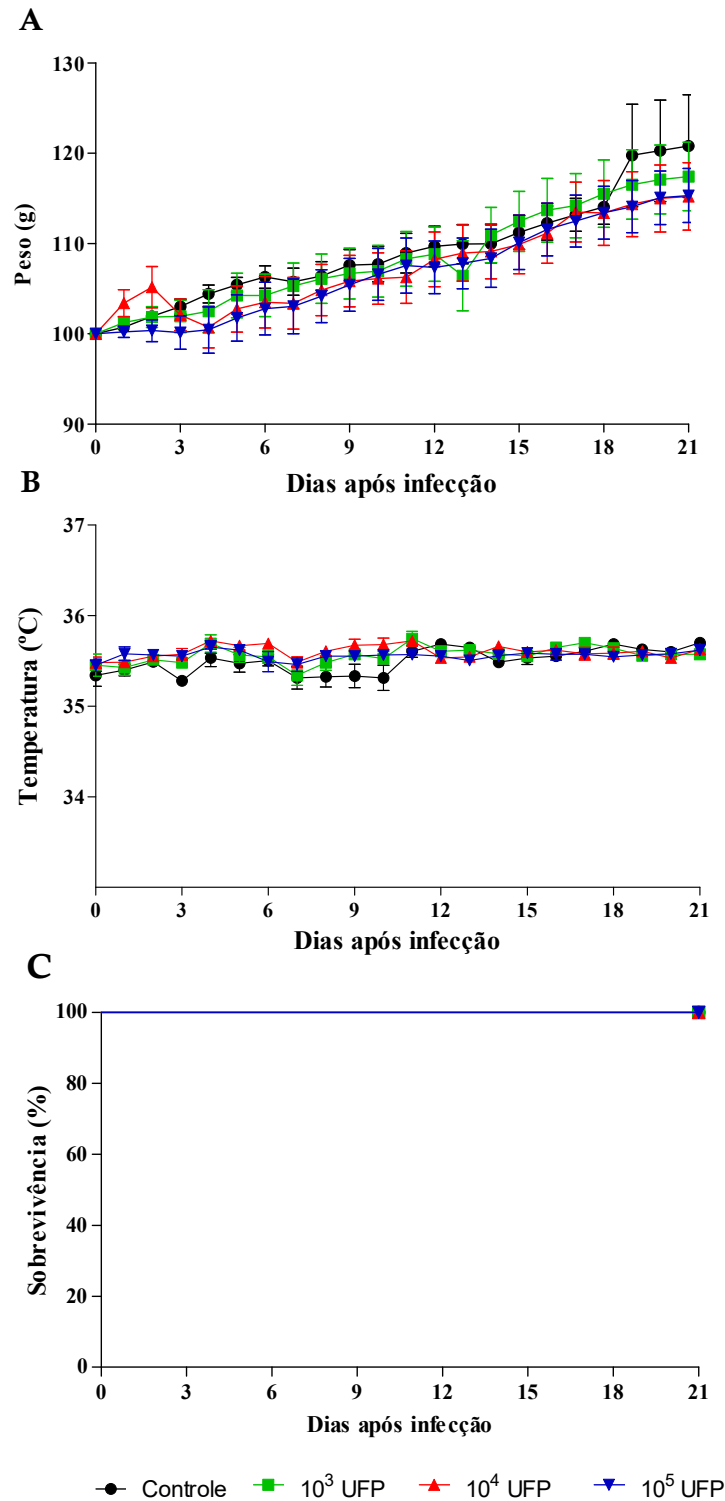 A
Peso (g)
130
120
110
100
90
0 3 6 9 12 15 18 21
Dias após infecção
B
Temperatura (ºC)
37
36
35
34
0 3 6 9 12 15 18 21
Dias após infecção
C
Sobrevivência (%)
100
80
60
40
20
0
0 3 6 9 12 15 18 21
Dias após infecção
Controle 10³ UFP 10⁴ UFP 10⁵ UFP